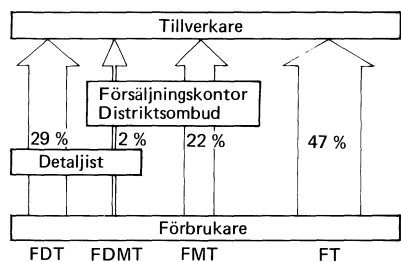 Tillverkare
Försäljningskontor
Distriktsombud
29 % 2 % 22 % 47 %
Detaljist
Förbrukare
FDT FDMT FMT FT